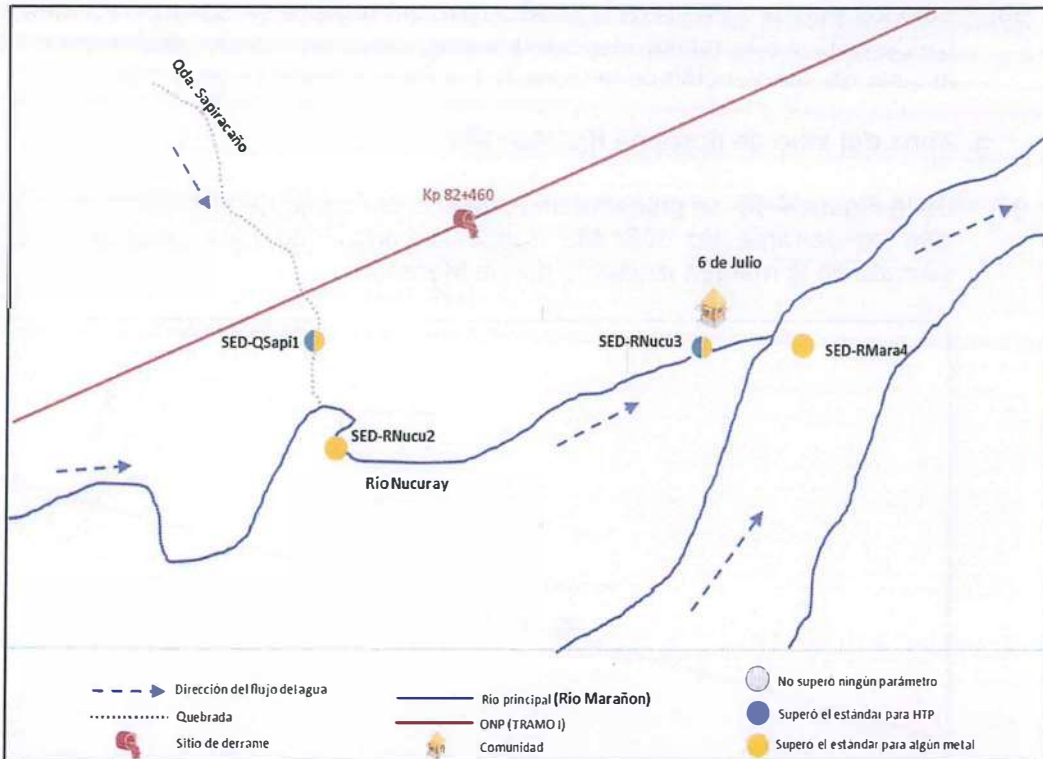 Qda. Sapiracaño
Kp 82+460
6 de Julio
SED-QSapi1
SED-RNucu3
SED-RMara4
SED-RNucu2
Río Nucuray
Dirección del flujo del agua
Quebrada
Sitio de derrame
Rio principal (Río Marañon)
ONP (TRAMO I)
Comunidad
No superó ningún parámetro
Superó el estándar para HTP
Superó el estándar para algún metal